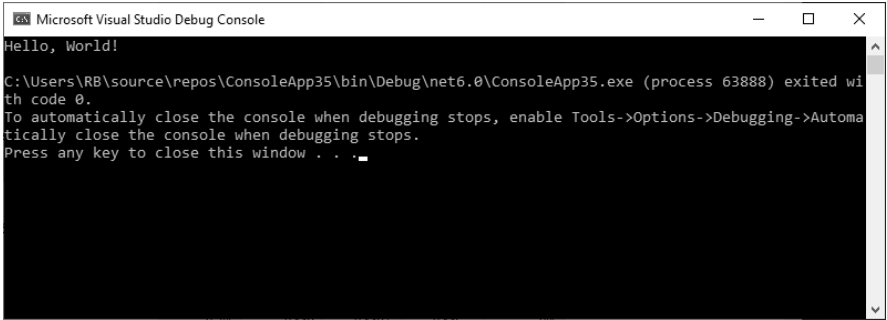 Microsoft Visual Studio Debug Console
Hello, World!
C:\Users\RB\source\repos\ConsoleApp35\bin\Debug\net6.0\ConsoleApp35.exe (process 63888) exited wi
th code 0.
To automatically close the console when debugging stops, enable Tools->Options->Debugging->Automa
tically close the console when debugging stops.
Press any key to close this window . . .